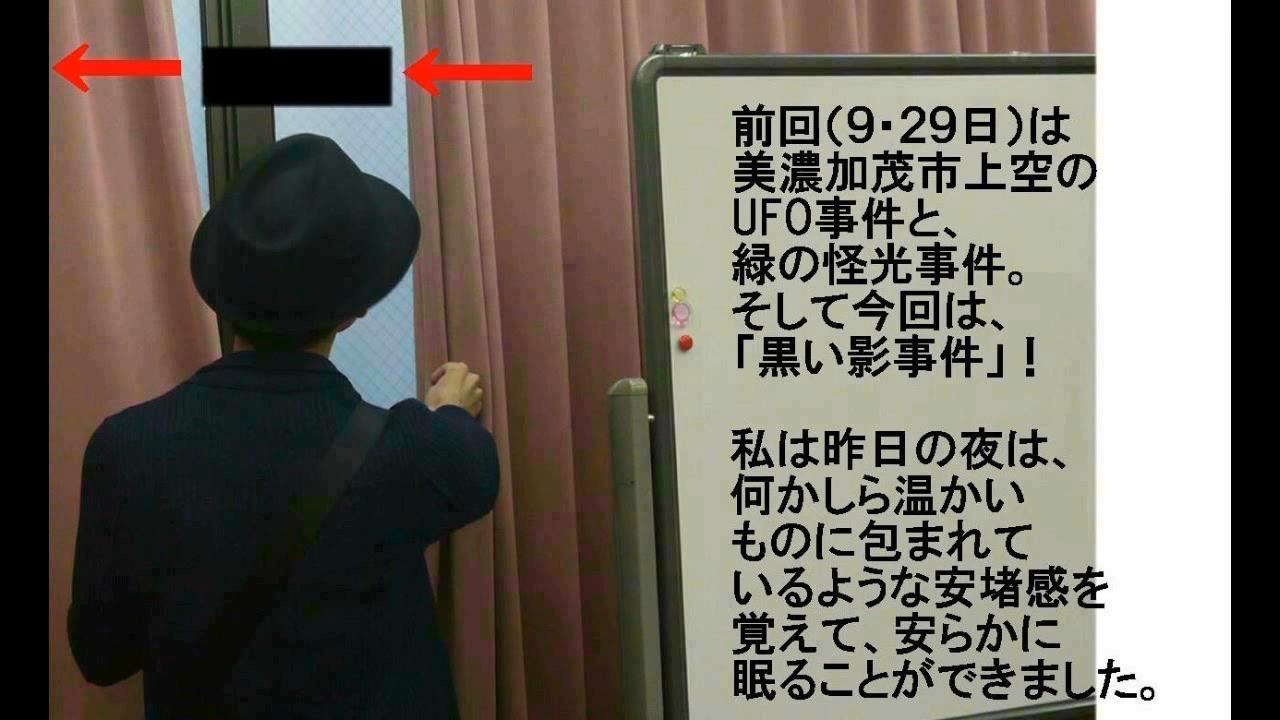 前回(9・29日)は
美濃加茂市上空の
UFO事件と、
緑の怪光事件。
そして今回は、
「黒い影事件」！
私は昨日の夜は、
何かしら温かい
ものに包まれて
いるような安堵感を
覚えて、安らかに
眠ることができました。